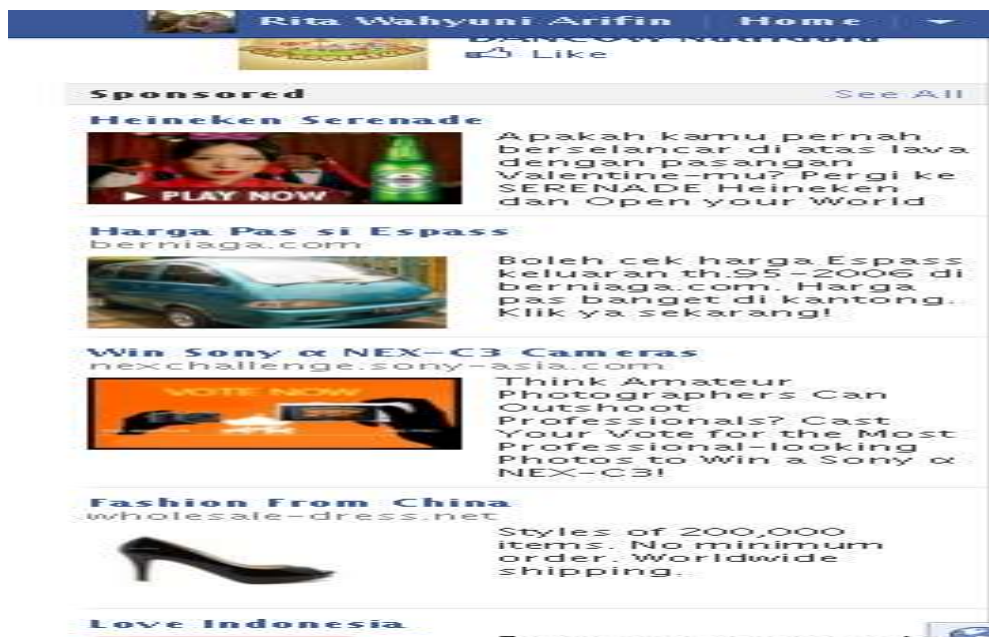 Rita Wahyuni Arifin
Home
DANCOW Nutrigold
Like
Sponsored
See All
Heineken Serenade
PLAY NOW
Apakah kamu pernah
berselancar di atas lava
dengan pasangan
Valentine-mu? Pergi ke
SERENADE Heineken
dan Open your World
Harga Pas si Espass
berniaga.com
Boleh cek harga Espass
keluaran th.95-2006 di
berniaga.com. Harga
pas banget di kantong.
Klik ya sekarang!
Win Sony α NEX-C3 Cameras
nexchallenge.sony-asia.com
VOTE NOW
Think Amateur
Photographers Can
Outshoot
Professionals? Cast
Your Vote for the Most
Professional-looking
Photos to Win a Sony α
NEX-C3!
Fashion From China
wholesale-dress.net
Styles of 200,000
items. No minimum
order. Worldwide
shipping.
Love Indonesia